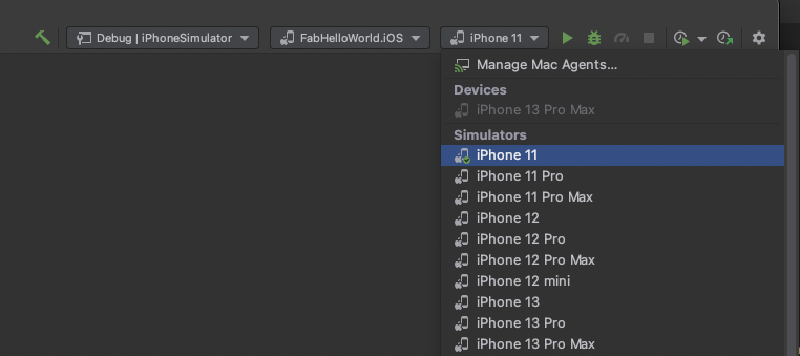 Debug | iPhoneSimulator
FabHelloWorld.iOS
iPhone 11
Manage Mac Agents...
Devices
iPhone 13 Pro Max
Simulators
iPhone 11
iPhone 11 Pro
iPhone 11 Pro Max
iPhone 12
iPhone 12 Pro
iPhone 12 Pro Max
iPhone 12 mini
iPhone 13
iPhone 13 Pro
iPhone 13 Pro Max